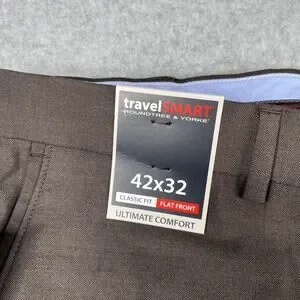 travelSMART
ROUNDTREE & YORKE
42x32
CLASSIC FIT FLAT FRONT
ULTIMATE COMFORT